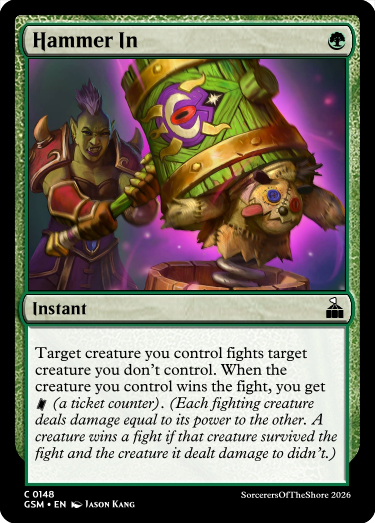 Hammer In
Instant
Target creature you control fights target
creature you don't control. When the
creature you control wins the fight, you get
(a ticket counter). (Each fighting creature
deals damage equal to its power to the other. A
creature wins a fight if that creature survived the
fight and the creature it dealt damage to didn't.)
C 0148
GSM • EN Jason Kang
SorcerersOfTheShore 2026